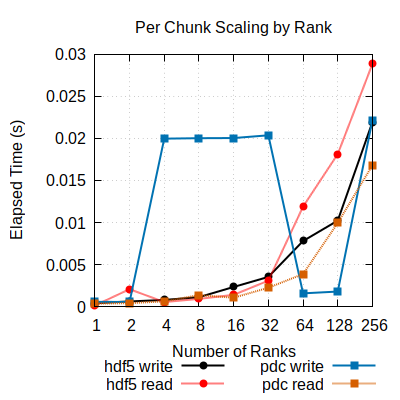 Per Chunk Scaling by Rank
0.03
0.025
0.02
0.015
0.01
0.005
0
Elapsed Time (s)
1 2 4 8 16 32 64 128 256
Number of Ranks
hdf5 write pdc write
hdf5 read pdc read